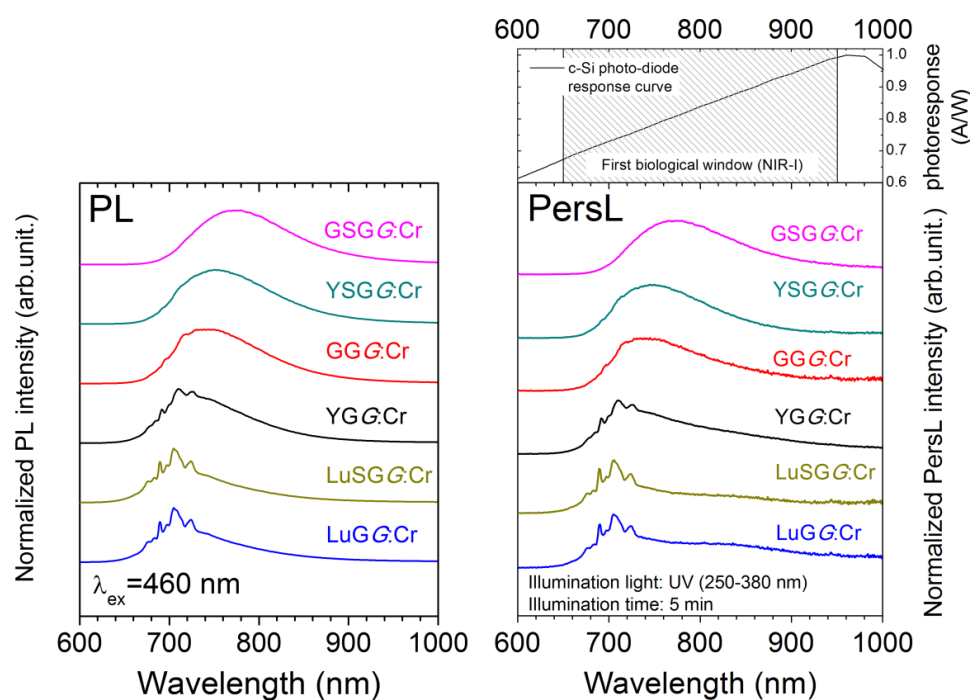 Normalized PL intensity (arb.unit.)
PL
GSGG:Cr
YSGG:Cr
GGG:Cr
YGG:Cr
LuSGG:Cr
LuGG:Cr
λex=460 nm
600 700 800 900 1000
Wavelength (nm)
600 700 800 900 1000
c-Si photo-diode
response curve
First biological window (NIR-I)
1.0
0.9
0.8
0.7
0.6
photoresponse
(A/W)
PersL
GSGG:Cr
YSGG:Cr
GGG:Cr
YGG:Cr
LuSGG:Cr
LuGG:Cr
Illumination light: UV (250-380 nm)
Illumination time: 5 min
600 700 800 900 1000
Wavelength (nm)
Normalized PersL intensity (arb.unit.)